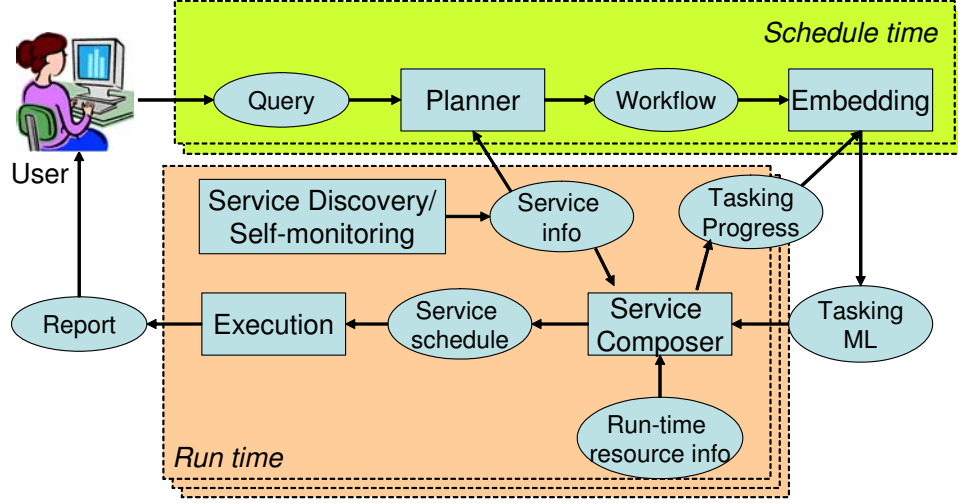 Schedule time
Query
Planner
Workflow
Embedding
User
Service Discovery/
Self-monitoring
Service
info
Tasking
Progress
Report
Execution
Service
schedule
Service
Composer
Tasking
ML
Run-time
resource info
Run time